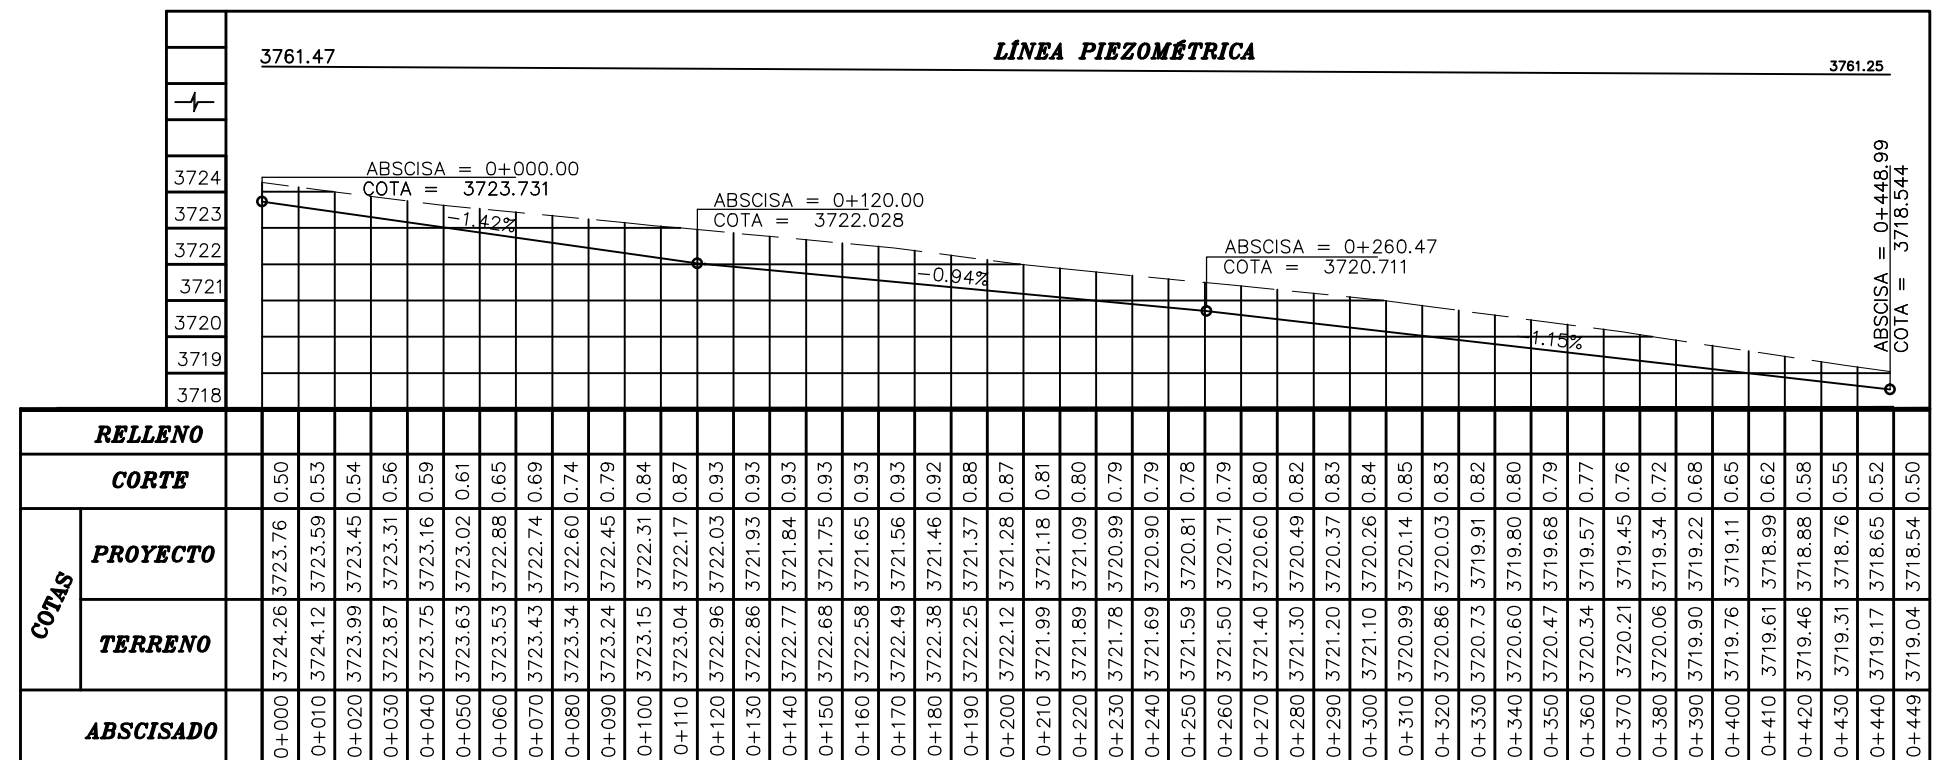 3761.47
LÍNEA PIEZOMÉTRICA
3761.25
ABSCISA = 0+000.00
COTA = 3723.731
ABSCISA = 0+120.00
COTA = 3722.028
ABSCISA = 0+260.47
COTA = 3720.711
ABSCISA = 0+448.99
COTA = 3718.544
-1.42%
-0.94%
-1.15%
3724
3723
3722
3721
3720
3719
3718
RELLENO
CORTE 0.50 0.53 0.54 0.56 0.59 0.61 0.65 0.69 0.74 0.79 0.84 0.87 0.93 0.93 0.93 0.93 0.93 0.93 0.92 0.88 0.87 0.81 0.80 0.79 0.79 0.78 0.79 0.80 0.82 0.83 0.84 0.85 0.83 0.82 0.80 0.79 0.77 0.76 0.72 0.68 0.65 0.62 0.58 0.55 0.52 0.50
COTAS
PROYECTO 3723.76 3723.59 3723.45 3723.31 3723.16 3723.02 3722.88 3722.74 3722.60 3722.45 3722.31 3722.17 3722.03 3721.93 3721.84 3721.75 3721.65 3721.56 3721.46 3721.37 3721.28 3721.18 3721.09 3720.99 3720.90 3720.81 3720.71 3720.60 3720.49 3720.37 3720.26 3720.14 3720.03 3719.91 3719.80 3719.68 3719.57 3719.45 3719.34 3719.22 3719.11 3718.99 3718.88 3718.76 3718.65 3718.54
TERRENO 3724.26 3724.12 3723.99 3723.87 3723.75 3723.63 3723.53 3723.43 3723.34 3723.24 3723.15 3723.04 3722.96 3722.86 3722.77 3722.68 3722.58 3722.49 3722.38 3722.25 3722.12 3721.99 3721.89 3721.78 3721.69 3721.59 3721.50 3721.40 3721.30 3721.20 3721.10 3720.99 3720.86 3720.73 3720.60 3720.47 3720.34 3720.21 3720.06 3719.90 3719.76 3719.61 3719.46 3719.31 3719.17 3719.04
ABSCISADO 0+000 0+010 0+020 0+030 0+040 0+050 0+060 0+070 0+080 0+090 0+100 0+110 0+120 0+130 0+140 0+150 0+160 0+170 0+180 0+190 0+200 0+210 0+220 0+230 0+240 0+250 0+260 0+270 0+280 0+290 0+300 0+310 0+320 0+330 0+340 0+350 0+360 0+370 0+380 0+390 0+400 0+410 0+420 0+430 0+440 0+449